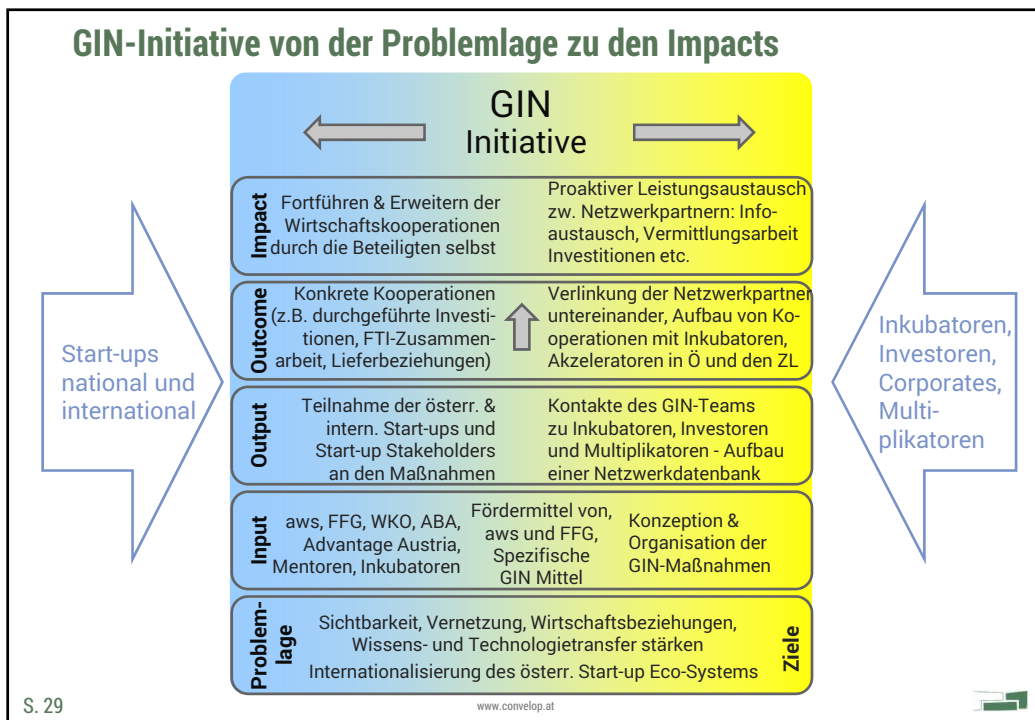 GIN-Initiative von der Problemlage zu den Impacts
GIN
Initiative
Impact
Fortführen & Erweitern der
Wirtschaftskooperationen
durch die Beteiligten selbst
Proaktiver Leistungsaustausch
zw. Netzwerkpartnern: Info-
austausch, Vermittlungsarbeit
Investitionen etc.
Outcome
Konkrete Kooperationen
(z.B. durchgeführte Investi-
tionen, FTI-Zusammen-
arbeit, Lieferbeziehungen)
Verlinkung der Netzwerkpartner
untereinander, Aufbau von Ko-
operationen mit Inkubatoren,
Akzeleratoren in Ö und den ZL
Start-ups
national und
international
Inkubatoren,
Investoren,
Corporates,
Multi-
plikatoren
Output
Teilnahme der österr. &
intern. Start-ups und
Start-up Stakeholders
an den Maßnahmen
Kontakte des GIN-Teams
zu Inkubatoren, Investoren
und Multiplikatoren - Aufbau
einer Netzwerkdatenbank
Input
aws, FFG, WKO, ABA,
Advantage Austria,
Mentoren, Inkubatoren
Fördermittel von,
aws und FFG,
Spezifische
GIN Mittel
Konzeption &
Organisation der
GIN-Maßnahmen
Problem-
lage
Sichtbarkeit, Vernetzung, Wirtschaftsbeziehungen,
Wissens- und Technologietransfer stärken
Internationalisierung des österr. Start-up Eco-Systems
Ziele
S. 29
www.convelop.at